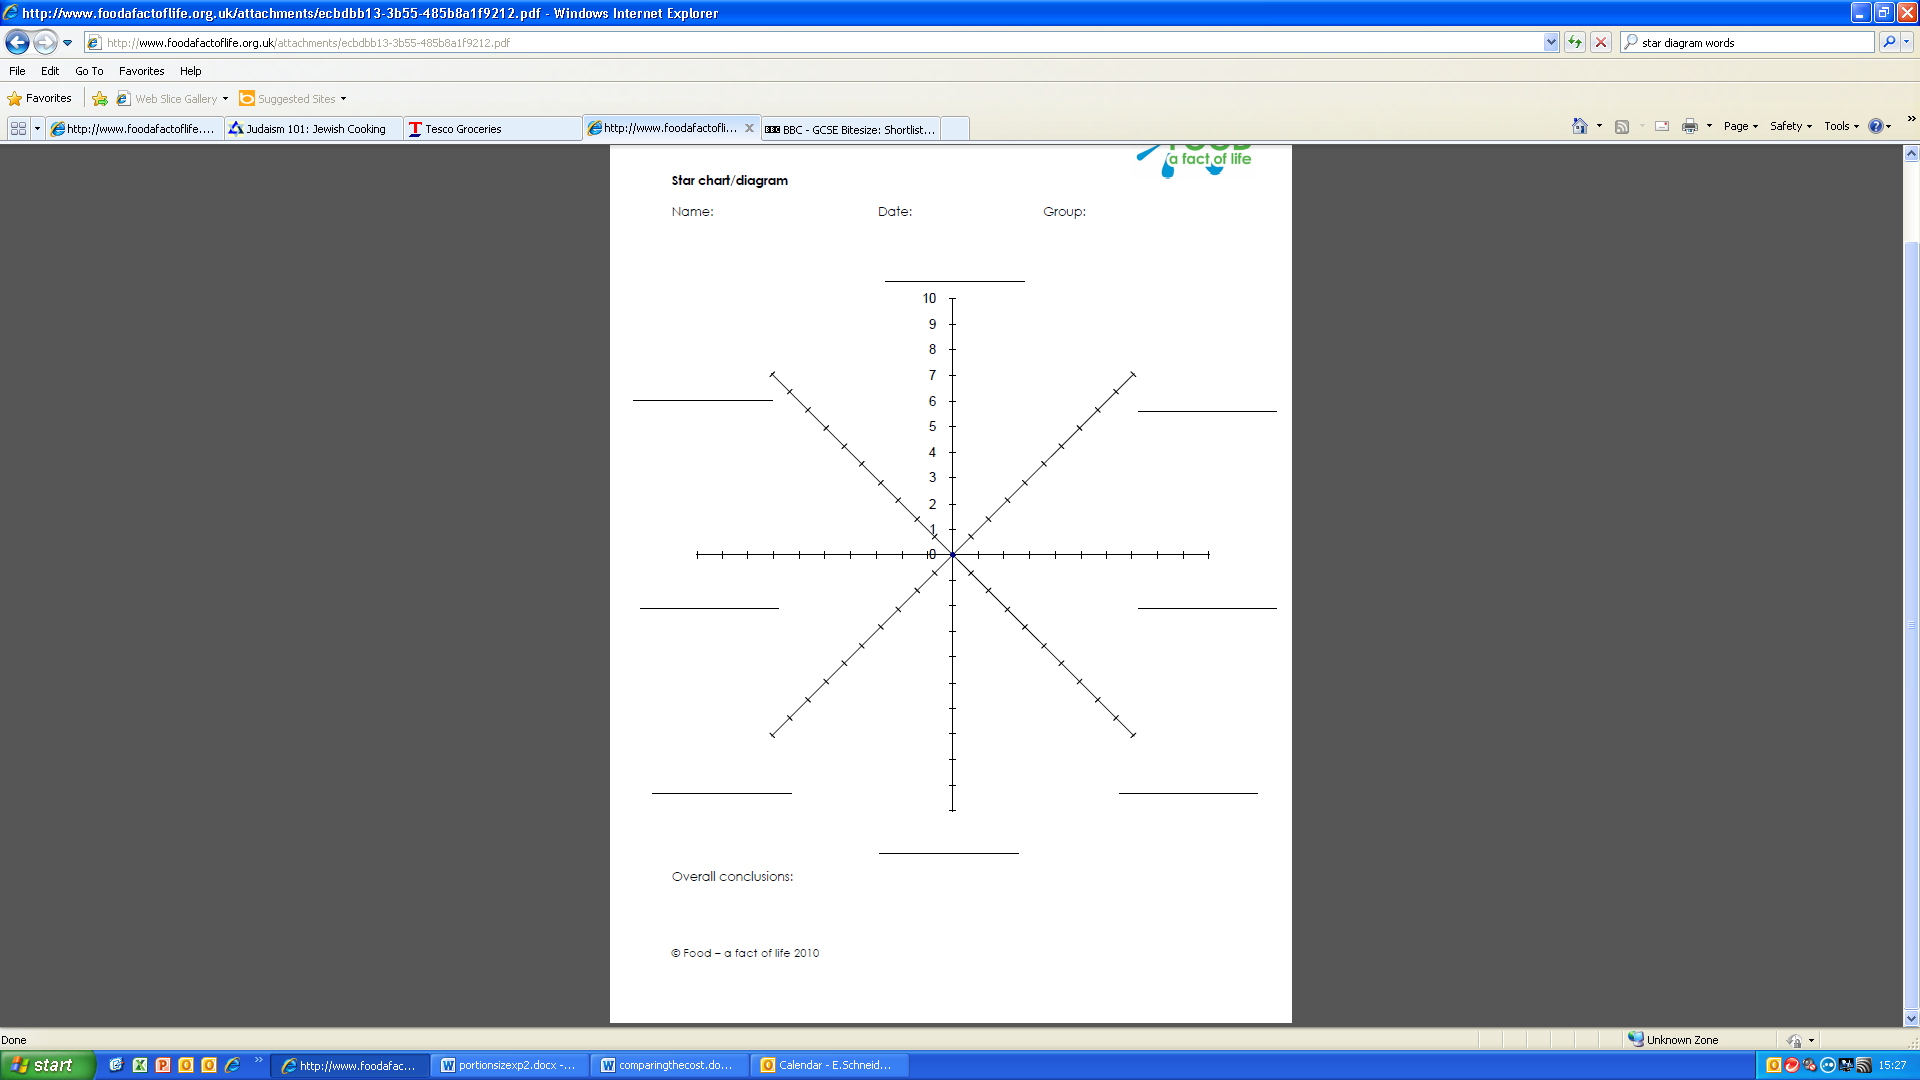 http://www.foodafactoflife.org.uk/attachments/ecbdbb13-3b55-485b8a1f9212.pdf - Windows Internet Explorer
http://www.foodafactoflife.org.uk/attachments/ecbdbb13-3b55-485b8a1f9212.pdf
star diagram words
File Edit Go To Favorites Help
Favorites Web Slice Gallery Suggested Sites
http://www.foodafactoflife.... Judaism 101: Jewish Cooking Tesco Groceries http://www.foodafactofli... BBC - GCSE Bitesize: Shortlist...
Page Safety Tools
FOOD
a fact of life
Star chart/diagram
Name: Date: Group:
10
9
8
7
6
5
4
3
2
1
0
Overall conclusions:
© Food – a fact of life 2010
Done
Unknown Zone
start http://www.foodafac... portionsizexp2.docx -... comparingthecost.do... Calendar - E.Schneid... 15:27